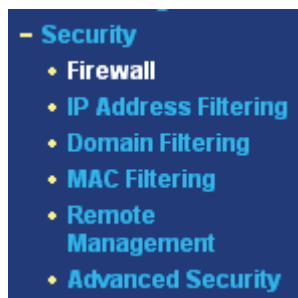 – Security
• Firewall
• IP Address Filtering
• Domain Filtering
• MAC Filtering
• Remote
Management
• Advanced Security